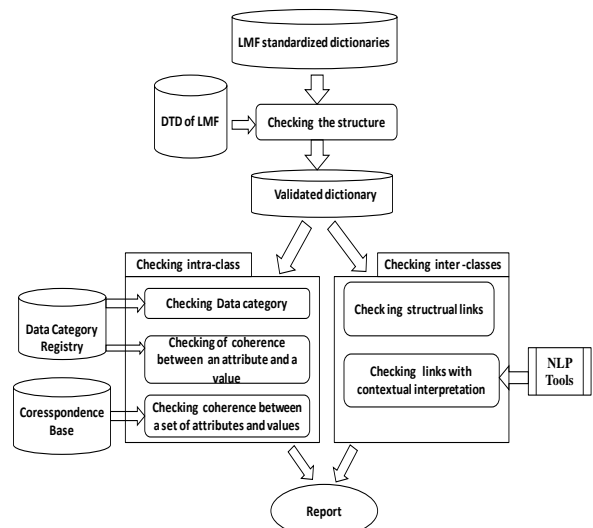 LMF standardized dictionaries
DTD of LMF
Checking the structure
Validated dictionary
Checking intra-class
Checking inter-classes
Checking Data category
Data Category
Registry
Checking of coherence
between an attribute and a
value
Coresspondence
Base
Checking coherence between
a set of attributes and values
Checking structrual links
Checking links with
contextual interpretation
NLP
Tools
Report